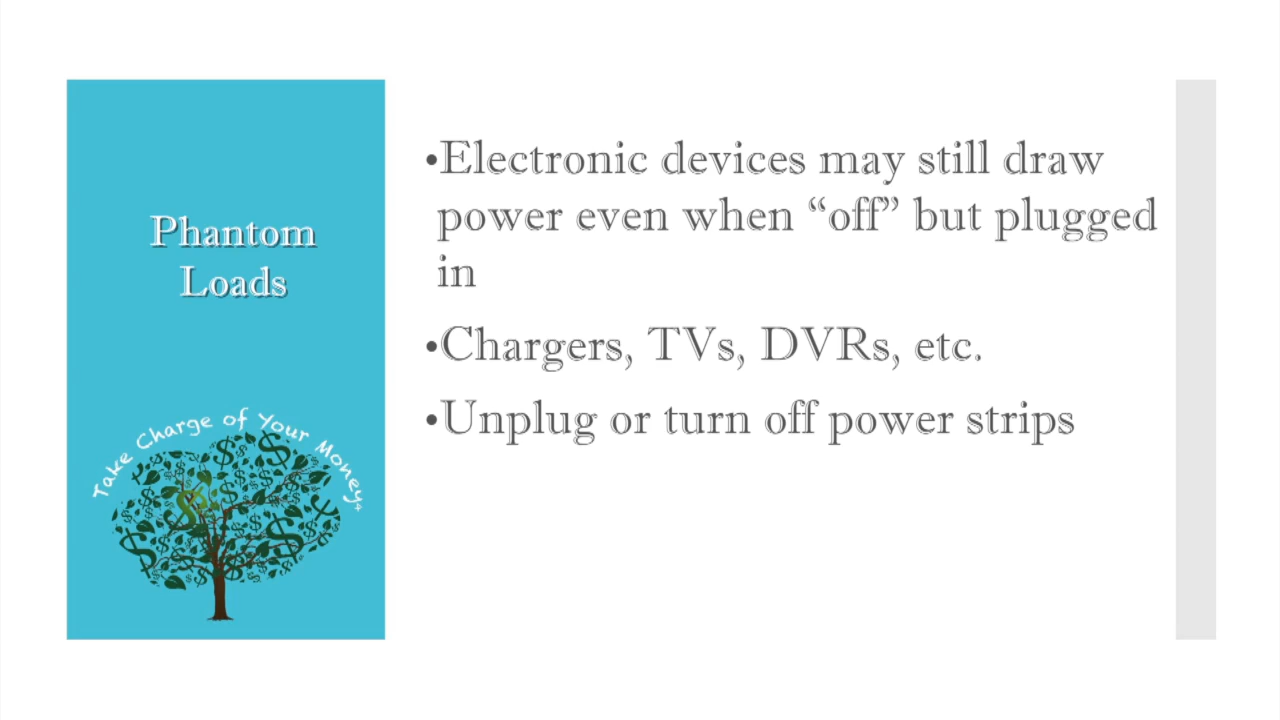 Phantom
Loads
Take Charge of Your Money+
•Electronic devices may still draw
power even when “off” but plugged
in
•Chargers, TVs, DVRs, etc.
•Unplug or turn off power strips